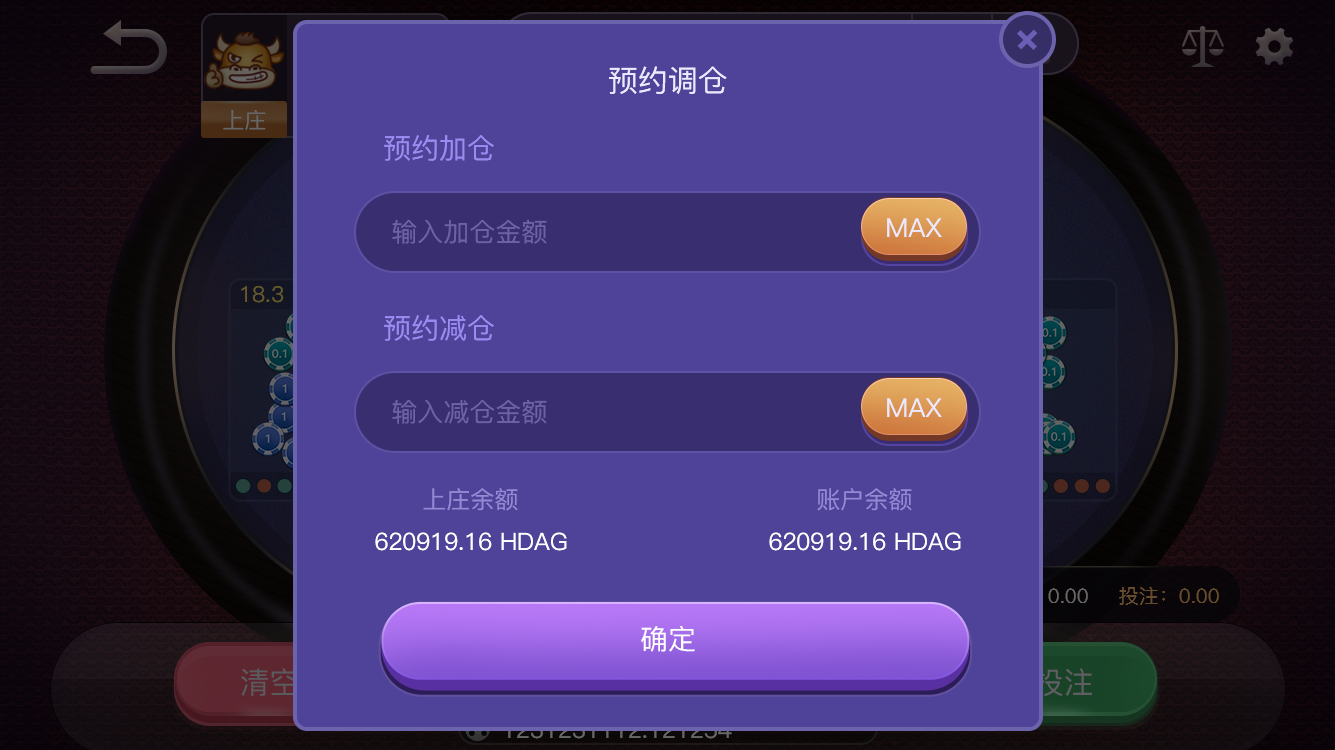 预约调仓
上庄
预约加仓
输入加仓金额
MAX
18.3
预约减仓
0.1
0.1
0.1
1
输入减仓金额
MAX
1
1
0.1
上庄余额
账户余额
620919.16 HDAG
620919.16 HDAG
0.00
投注：0.00
确定
清空
投注